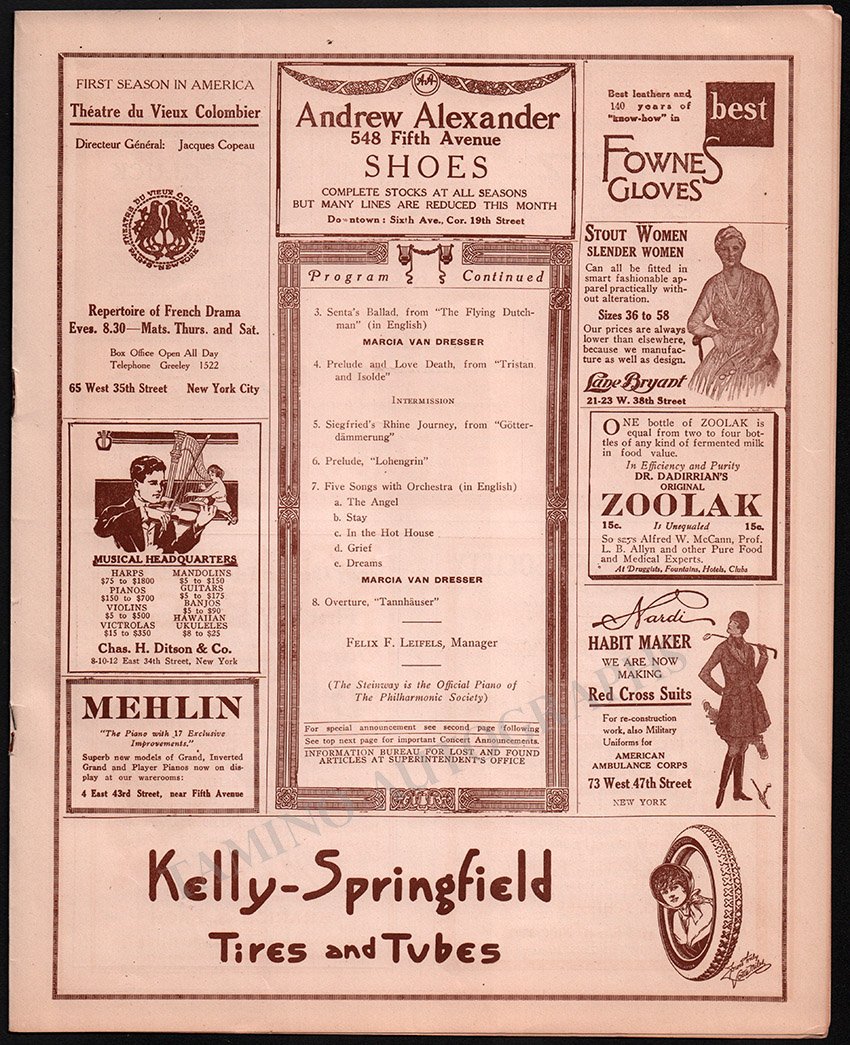 FIRST SEASON IN AMERICA
Théatre du Vieux Colombier
Directeur Général: Jacques Copeau
Repertoire of French Drama
Eves. 8.30—Mats. Thurs. and Sat.
Box Office Open All Day
Telephone Greeley 1522
65 West 35th Street New York City
MUSICAL HEADQUARTERS
HARPS
$75 to $1800
PIANOS
$150 to $700
VIOLINS
$5 to $500
VICTROLAS
$15 to $350
MANDOLINS
$5 to $150
GUITARS
$5 to $175
BANJOS
$5 to $90
HAWAIIAN
UKULELES
$8 to $25
Chas. H. Ditson & Co.
8-10-12 East 34th Street, New York
MEHLIN
"The Piano with 17 Exclusive
Improvements."
Superb new models of Grand, Inverted
Grand and Player Pianos now on dis-
play at our warerooms:
4 East 43rd Street, near Fifth Avenue
AA
Andrew Alexander
548 Fifth Avenue
SHOES
COMPLETE STOCKS AT ALL SEASONS
BUT MANY LINES ARE REDUCED THIS MONTH
Downtown: Sixth Ave., Cor. 19th Street
Program Continued
3. Senta's Ballad, from "The Flying Dutch-
man" (in English)
MARCIA VAN DRESSER
4. Prelude and Love Death, from "Tristan
and Isolde"
INTERMISSION
5. Siegfried's Rhine Journey, from "Götter-
dämmerung"
6. Prelude, "Lohengrin"
7. Five Songs with Orchestra (in English)
a. The Angel
b. Stay
c. In the Hot House
d. Grief
e. Dreams
MARCIA VAN DRESSER
8. Overture, "Tannhäuser"
FELIX F. LEIFELS, Manager
(The Steinway is the Official Piano of
The Philharmonic Society)
For special announcement see second page following
See top next page for important Concert Announcements.
INFORMATION BUREAU FOR LOST AND FOUND
ARTICLES AT SUPERINTENDENT'S OFFICE
Best leathers and
140 years of
"know-how" in
best
FOWNES
GLOVES
STOUT WOMEN
SLENDER WOMEN
Can all be fitted in
smart fashionable ap-
parel practically with-
out alteration.
Sizes 36 to 58
Our prices are always
lower than elsewhere,
because we manufac-
ture as well as design.
Lane Bryant
21-23 W. 38th Street
ONE bottle of ZOOLAK is
equal from two to four bot-
tles of any kind of fermented milk
in food value.
In Efficiency and Purity
DR. DADIRRIAN'S
ORIGINAL
ZOOLAK
15c. Is Unequaled 15c.
So says Alfred W. McCann, Prof.
L. B. Allyn and other Pure Food
and Medical Experts.
At Druggists, Fountains, Hotels, Clubs
Nardi
HABIT MAKER
WE ARE NOW
MAKING
Red Cross Suits
For re-construction
work, also Military
Uniforms for
AMERICAN
AMBULANCE CORPS
73 West 47th Street
NEW YORK
Kelly-Springfield
Tires and Tubes
TAMINO AUTOGRAPHS